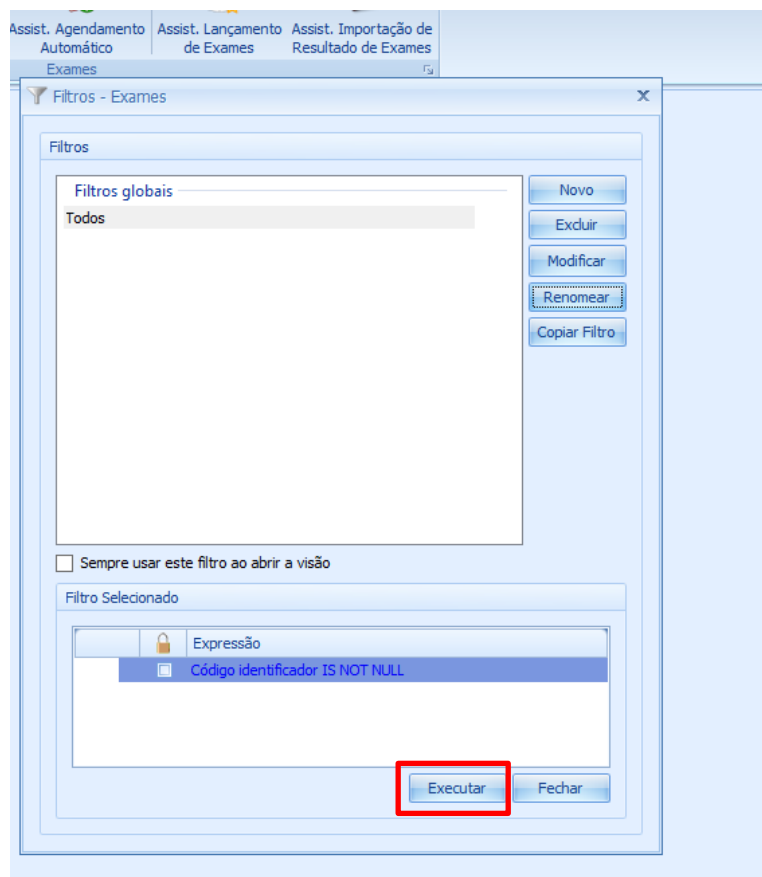 Assist. Agendamento Automático
Assist. Lançamento de Exames
Assist. Importação de Resultado de Exames
Exames
Filtros - Exames
x
Filtros
Filtros globais
Todos
Novo
Excluir
Modificar
Renomear
Copiar Filtro
Sempre usar este filtro ao abrir a visão
Filtro Selecionado
Expressão
Código identificador IS NOT NULL
Executar
Fechar